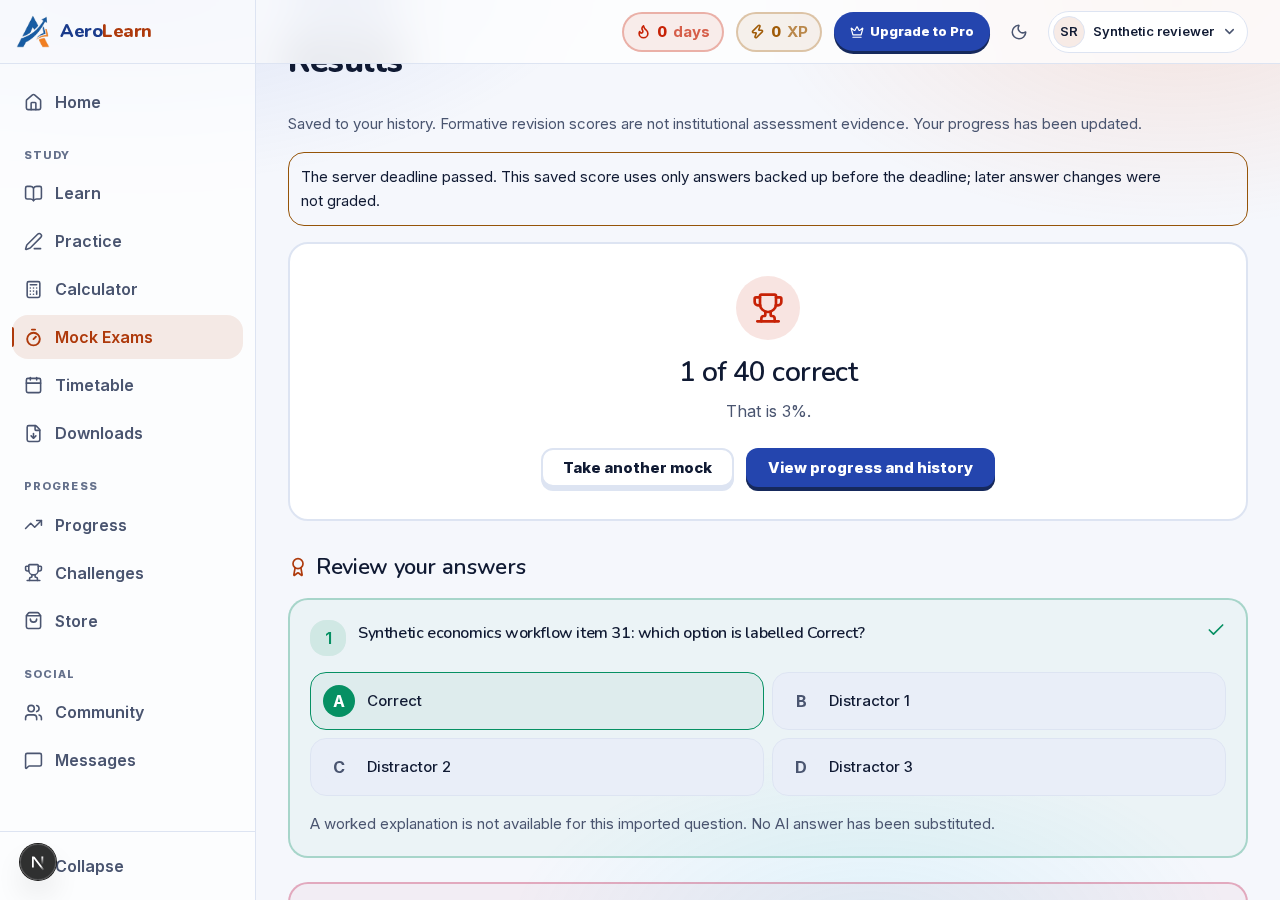 AeroLearn
0 days
0 XP
Upgrade to Pro
SR
Synthetic reviewer
Home
STUDY
Learn
Practice
Calculator
Mock Exams
Timetable
Downloads
PROGRESS
Progress
Challenges
Store
SOCIAL
Community
Messages
N
Collapse
Results
Saved to your history. Formative revision scores are not institutional assessment evidence. Your progress has been updated.
The server deadline passed. This saved score uses only answers backed up before the deadline; later answer changes were
not graded.
1 of 40 correct
That is 3%.
Take another mock
View progress and history
Review your answers
1
Synthetic economics workflow item 31: which option is labelled Correct?
A Correct
B Distractor 1
C Distractor 2
D Distractor 3
A worked explanation is not available for this imported question. No AI answer has been substituted.